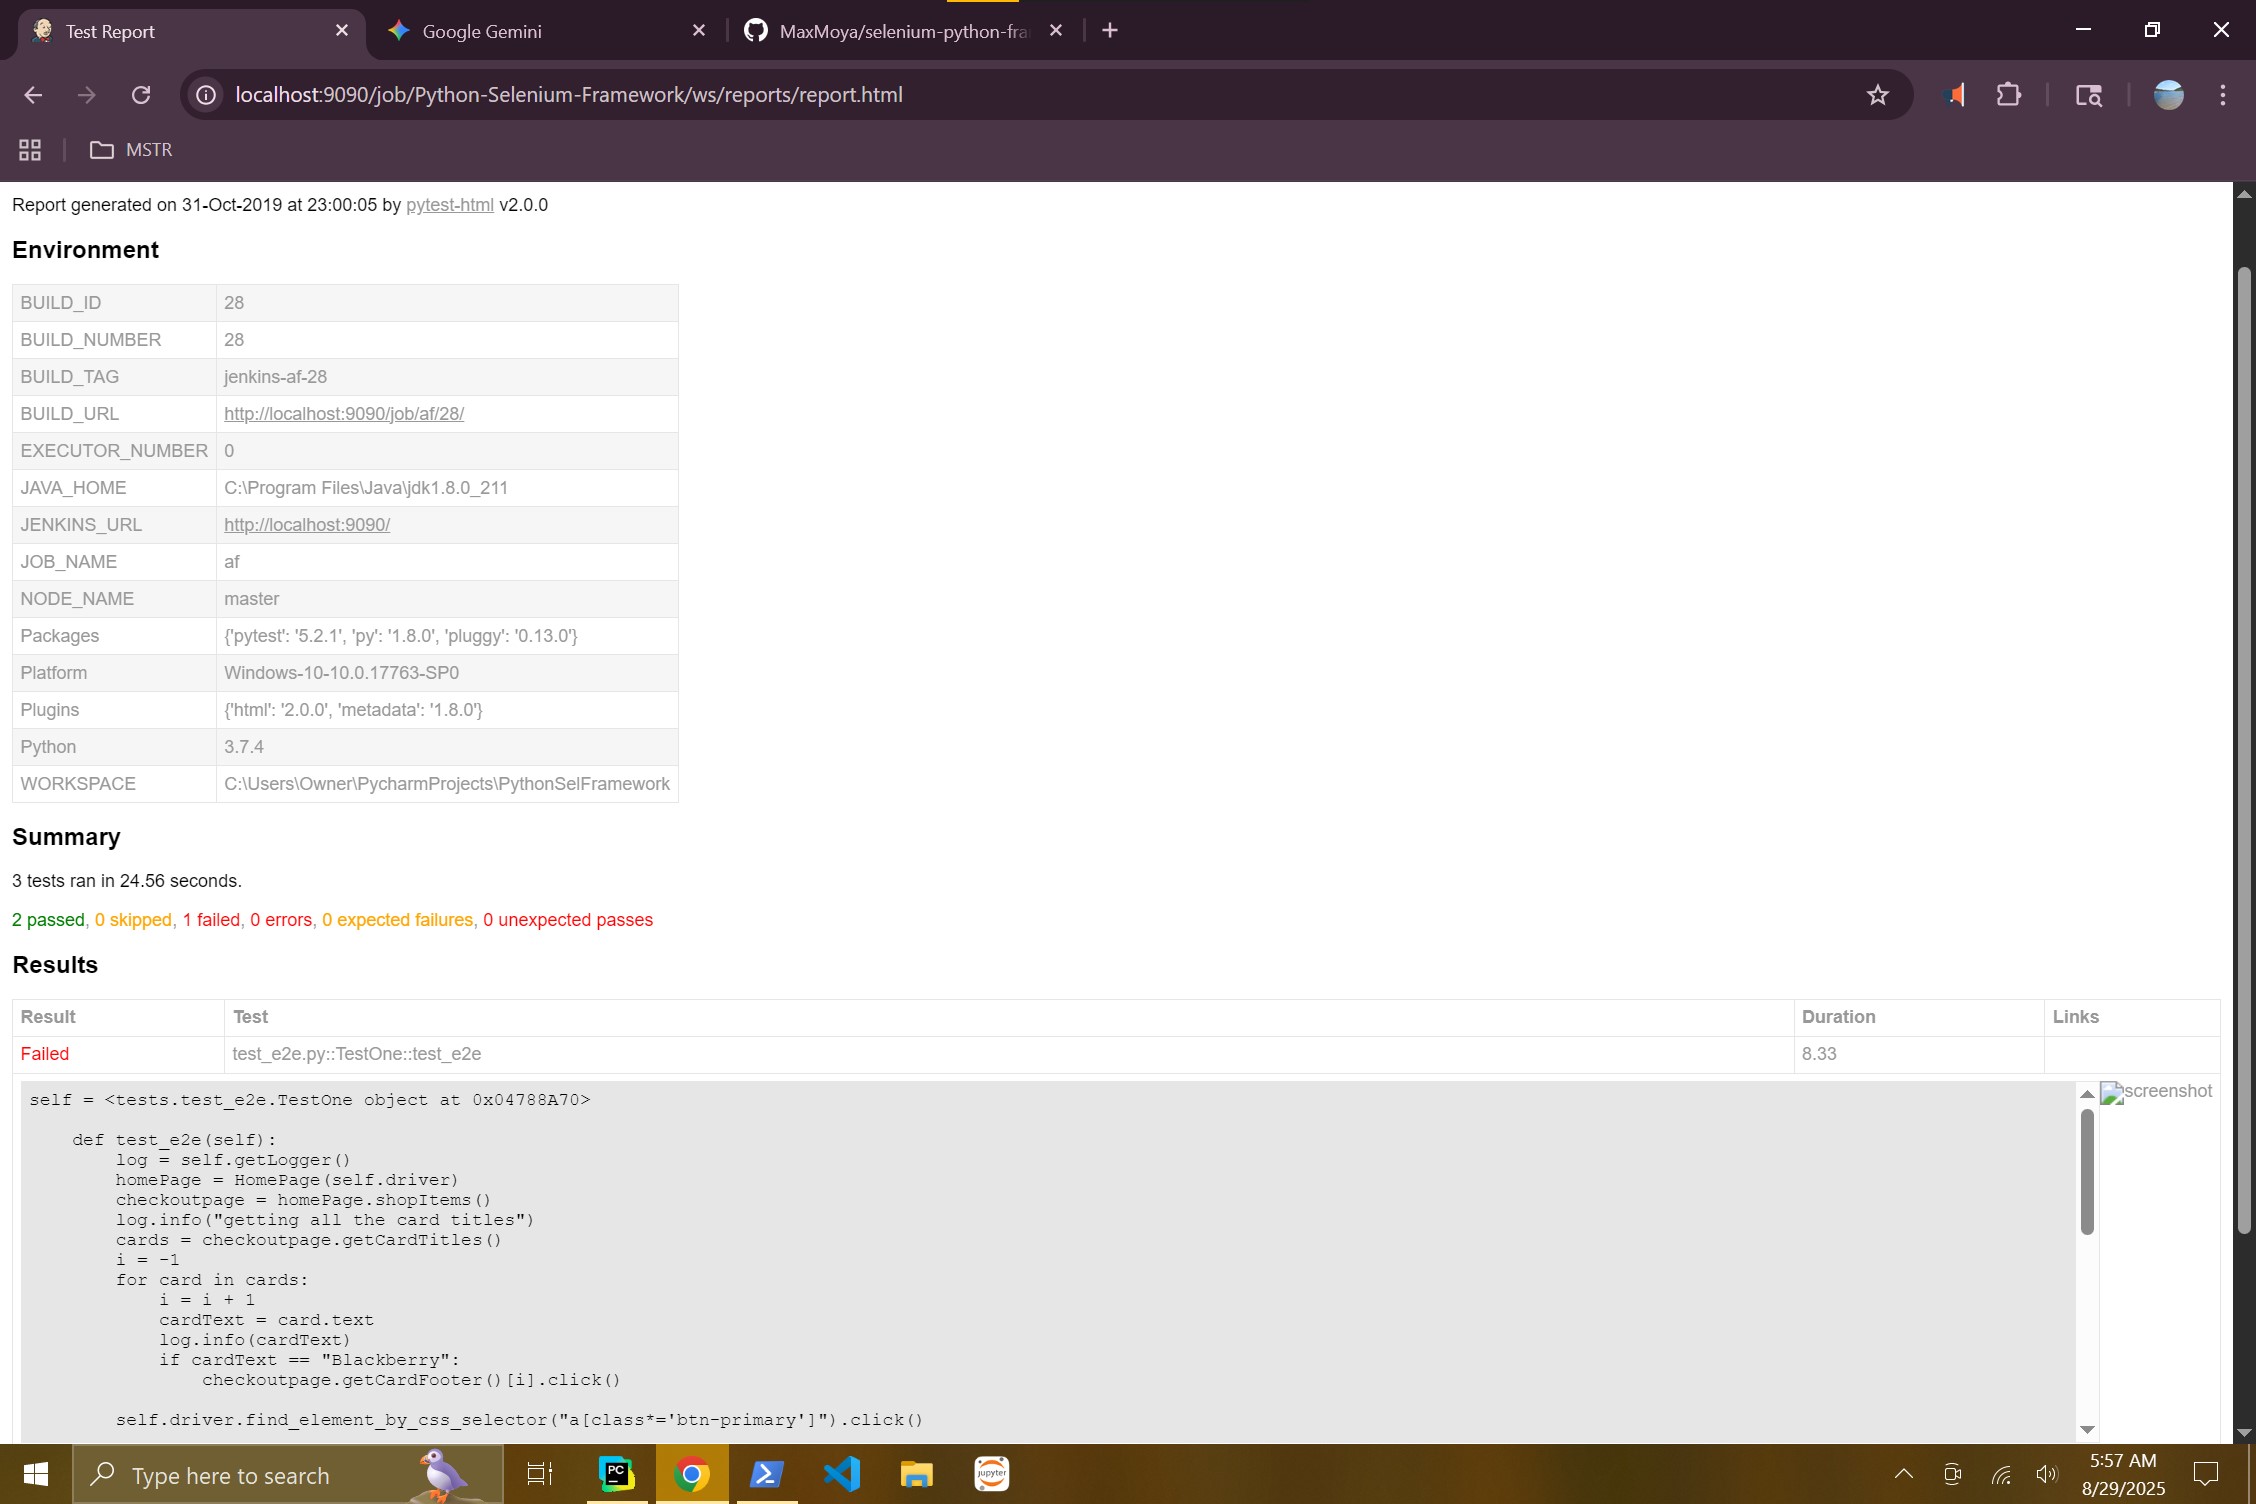 Test Report
Google Gemini
MaxMoya/selenium-python-fra
localhost:9090/job/Python-Selenium-Framework/ws/reports/report.html
MSTR
Report generated on 31-Oct-2019 at 23:00:05 by pytest-html v2.0.0
Environment
BUILD_ID 28
BUILD_NUMBER 28
BUILD_TAG jenkins-af-28
BUILD_URL http://localhost:9090/job/af/28/
EXECUTOR_NUMBER 0
JAVA_HOME C:\Program Files\Java\jdk1.8.0_211
JENKINS_URL http://localhost:9090/
JOB_NAME af
NODE_NAME master
Packages {'pytest': '5.2.1', 'py': '1.8.0', 'pluggy': '0.13.0'}
Platform Windows-10-10.0.17763-SP0
Plugins {'html': '2.0.0', 'metadata': '1.8.0'}
Python 3.7.4
WORKSPACE C:\Users\Owner\PycharmProjects\PythonSelFramework
Summary
3 tests ran in 24.56 seconds.
2 passed, 0 skipped, 1 failed, 0 errors, 0 expected failures, 0 unexpected passes
Results
Result Test Duration Links
Failed test_e2e.py::TestOne::test_e2e 8.33
screenshot
self = <tests.test_e2e.TestOne object at 0x04788A70>
def test_e2e(self):
log = self.getLogger()
homePage = HomePage(self.driver)
checkoutpage = homePage.shopItems()
log.info("getting all the card titles")
cards = checkoutpage.getCardTitles()
i = -1
for card in cards:
i = i + 1
cardText = card.text
log.info(cardText)
if cardText == "Blackberry":
checkoutpage.getCardFooter()[i].click()
self.driver.find_element_by_css_selector("a[class*='btn-primary']").click()
Type here to search
PC
jupyter
5:57 AM
8/29/2025